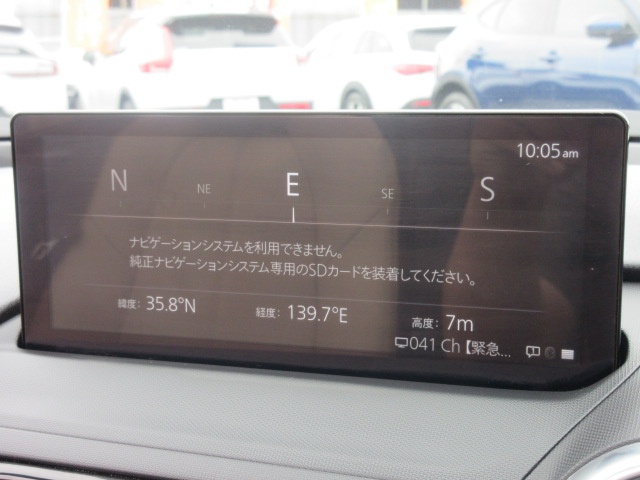 10:05 am
N NE E SE S
ナビゲーションシステムを利用できません。
純正ナビゲーションシステム専用のSDカードを装着してください。
緯度: 35.8°N 経度: 139.7°E 高度: 7m
041 Ch【緊急...